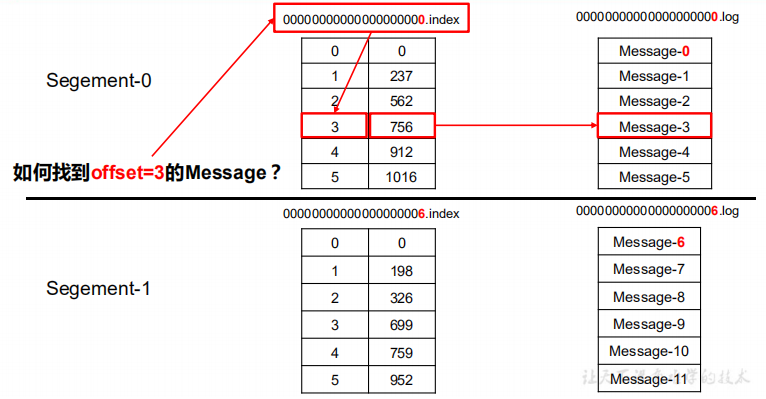 00000000000000000000.index
00000000000000000000.log
Segement-0
0 0
1 237
2 562
3 756
4 912
5 1016
Message-0
Message-1
Message-2
Message-3
Message-4
Message-5
如何找到offset=3的Message？
00000000000000000006.index
00000000000000000006.log
Segement-1
0 0
1 198
2 326
3 699
4 759
5 952
Message-6
Message-7
Message-8
Message-9
Message-10
Message-11